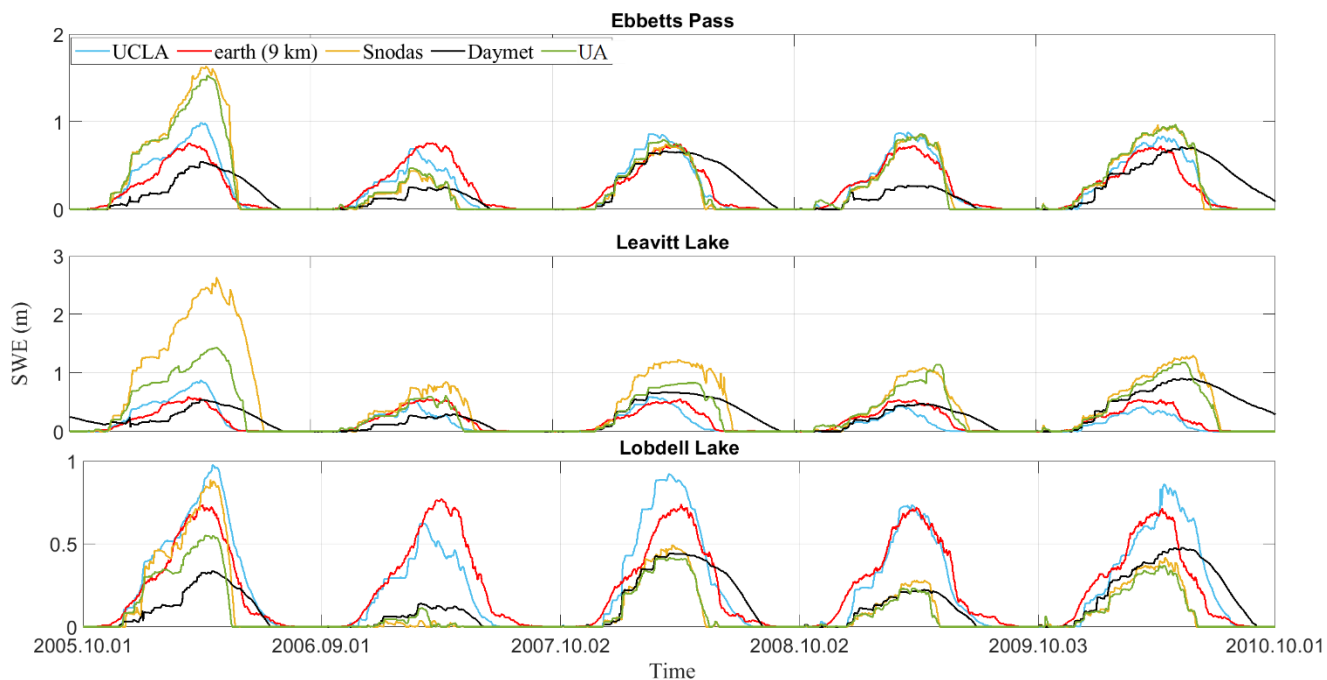 Ebbetts Pass
2
UCLA earth (9 km) Snodas Daymet UA
1
0
Leavitt Lake
3
2
1
0
SWE (m)
Lobdell Lake
1
0.5
0
2005.10.01 2006.09.01 2007.10.02 2008.10.02 2009.10.03 2010.10.01
Time